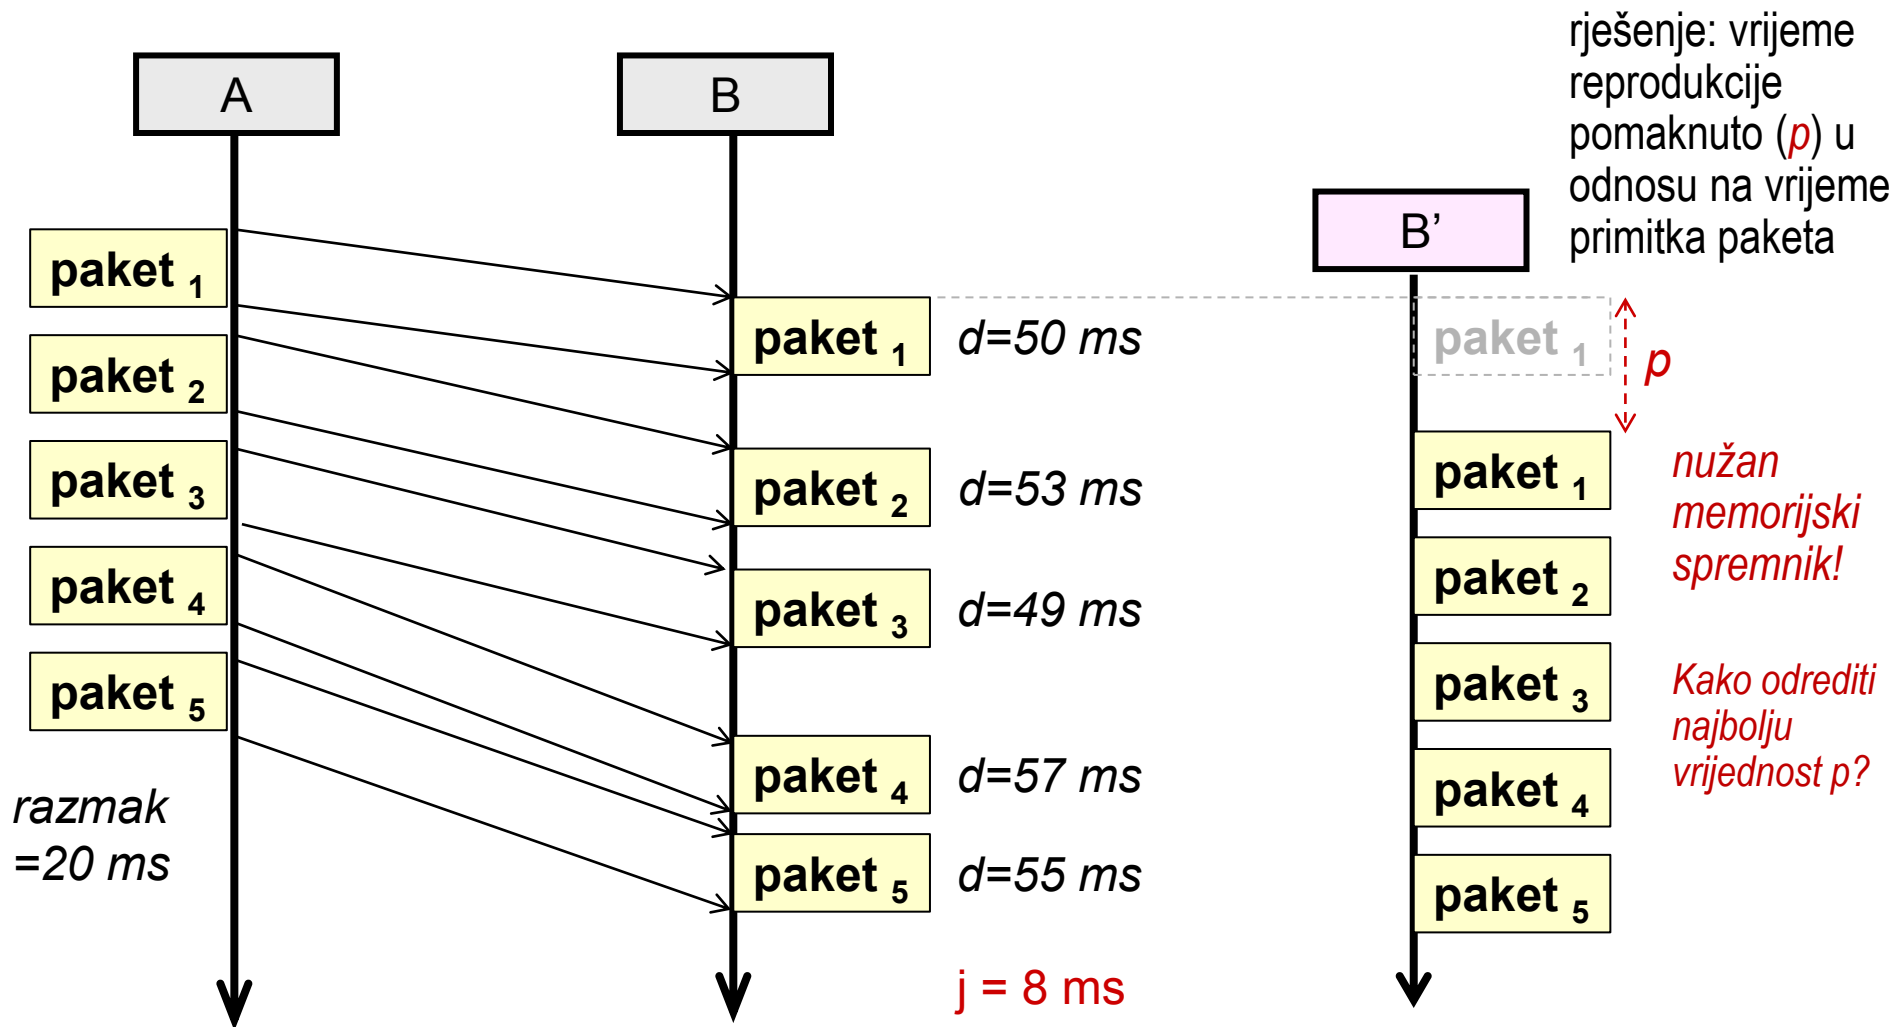 rješenje: vrijeme
reprodukcije
pomaknuto (p) u
odnosu na vrijeme
primitka paketa
A
B
B’
paket 1
paket 2
paket 3
paket 4
paket 5
razmak
=20 ms
paket 1 d=50 ms
paket 2 d=53 ms
paket 3 d=49 ms
paket 4 d=57 ms
paket 5 d=55 ms
j = 8 ms
paket 1
p
paket 1
paket 2
paket 3
paket 4
paket 5
nužan
memorijski
spremnik!
Kako odrediti
najbolju
vrijednost p?